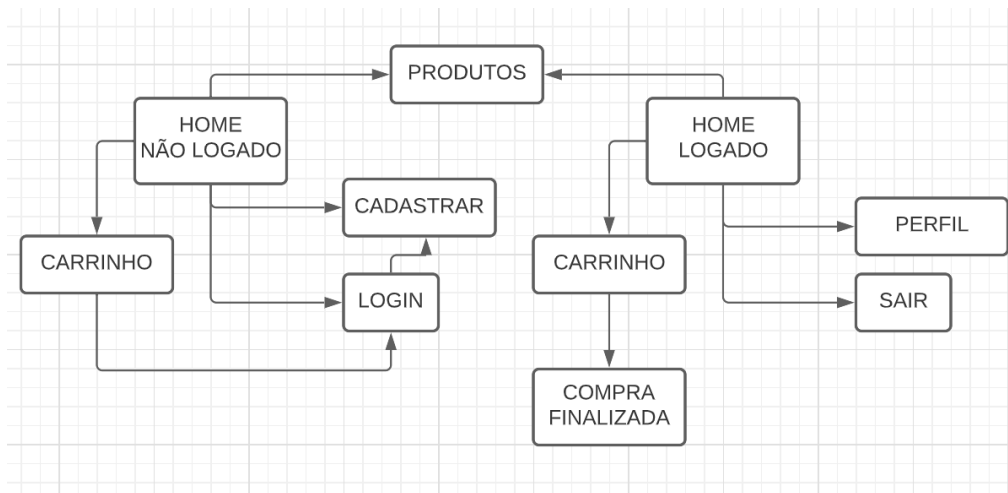 PRODUTOS
HOME
NÃO LOGADO
HOME
LOGADO
CADASTRAR
PERFIL
CARRINHO
CARRINHO
LOGIN
SAIR
COMPRA
FINALIZADA